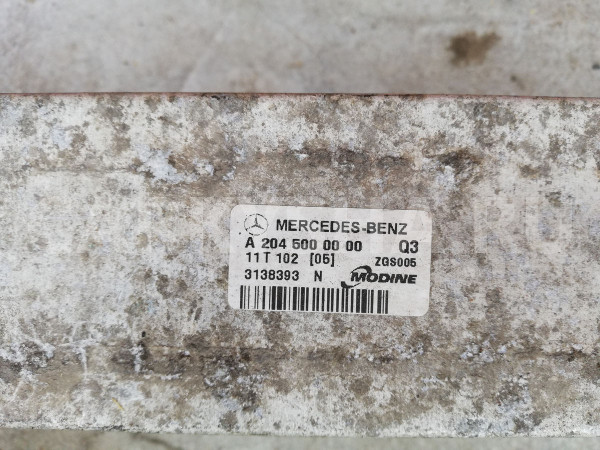 MERCEDES-BENZ
A 204 500 00 00 Q3
11 T 102 [05] ZGS005
3138393 N MODINE